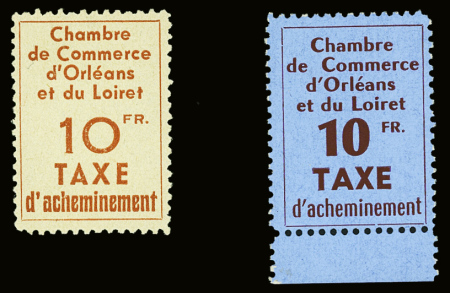 Chambre
de Commerce
d'Orléans
et du Loiret
10 FR.
TAXE
d'acheminement
Chambre
de Commerce
d'Orléans
et du Loiret
10 FR.
TAXE
d'acheminement